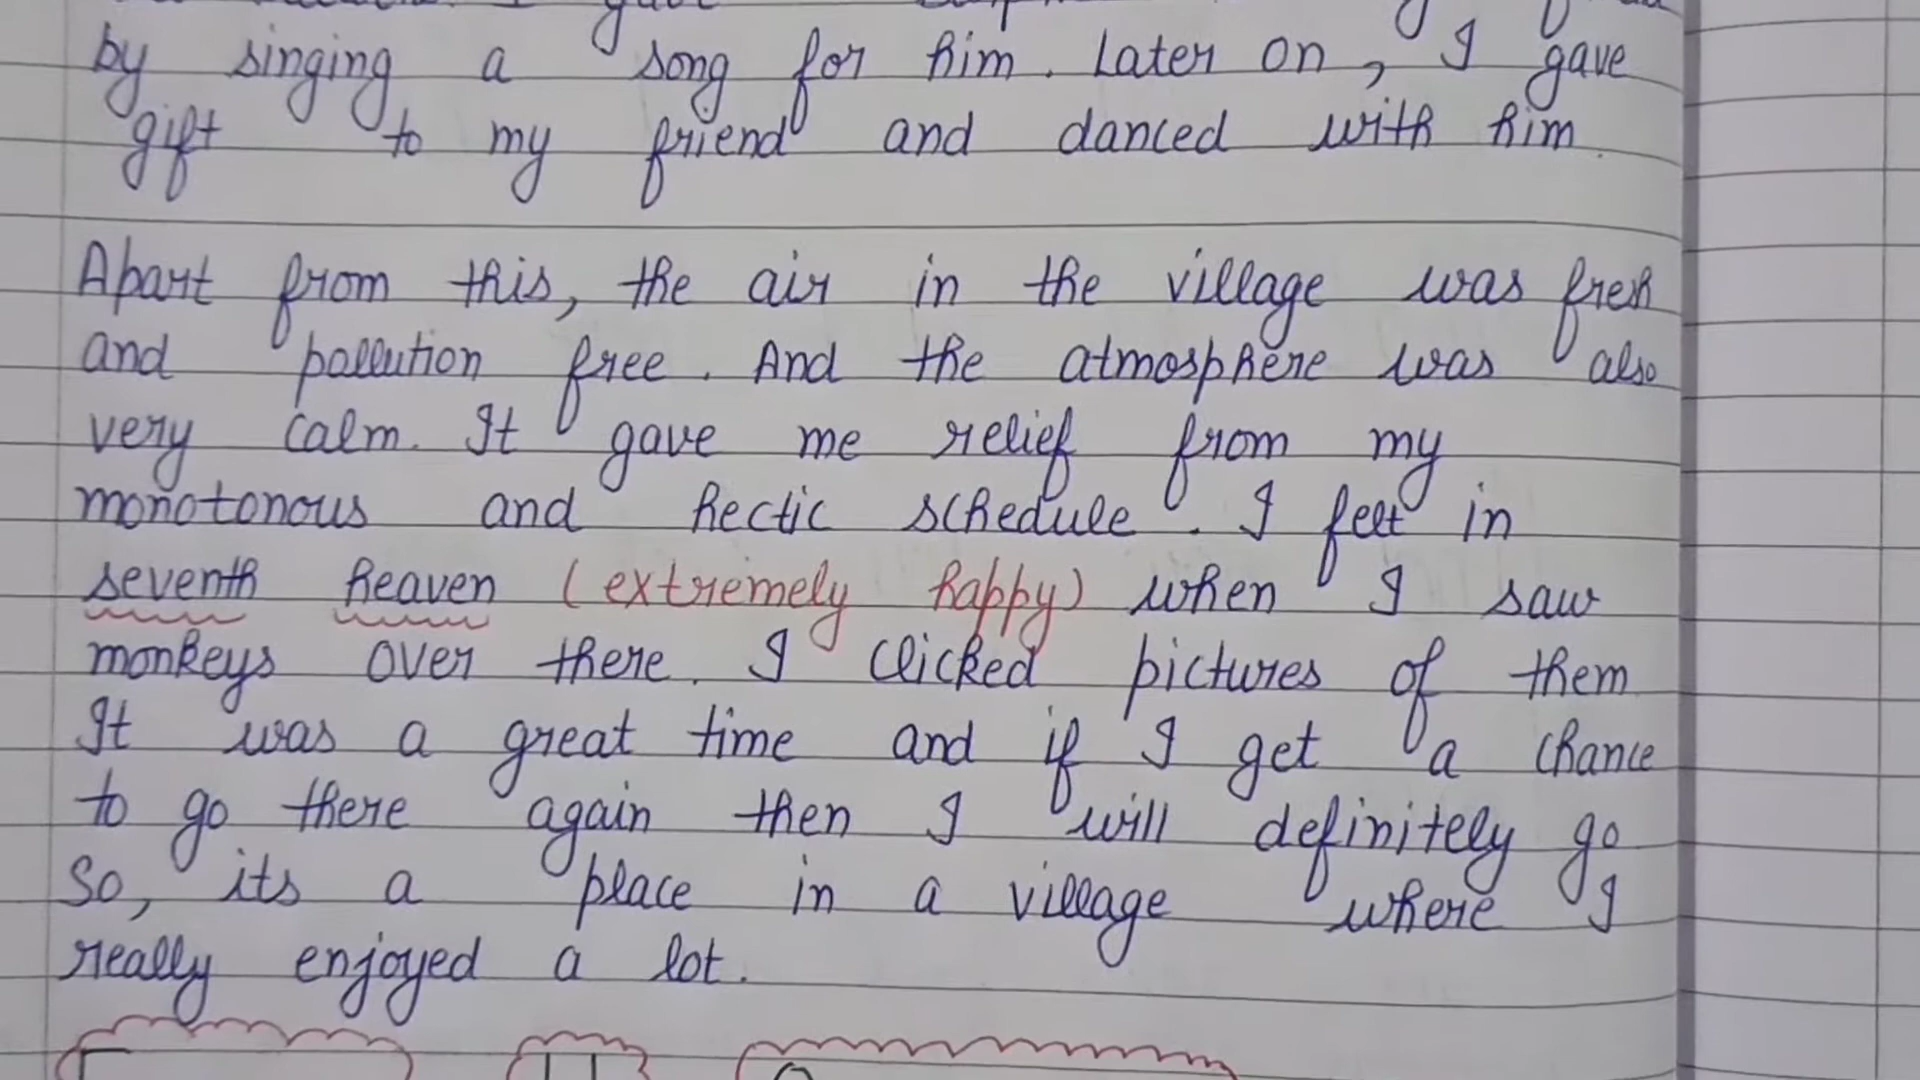 gave
by singing a song for him. Later on, I gave
gift to my friend and danced with him.
Apart from this, the air in the village was fresh
and pollution free. And the atmosphere was also
very calm. It gave me relief from my
monotonous and hectic schedule. I felt in
seventh heaven (extremely happy) when I saw
monkeys over there. I clicked pictures of them
It was a great time and if I get a chance
to go there again then I will definitely go
So, its a place in a village where I
really enjoyed a lot.